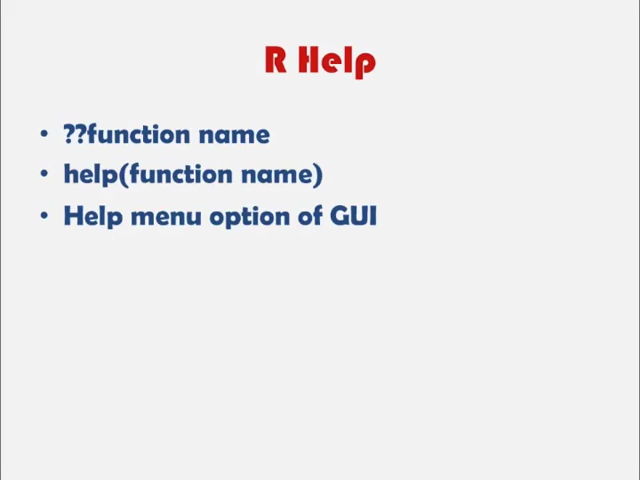 R Help
• ??function name
• help(function name)
• Help menu option of GUI